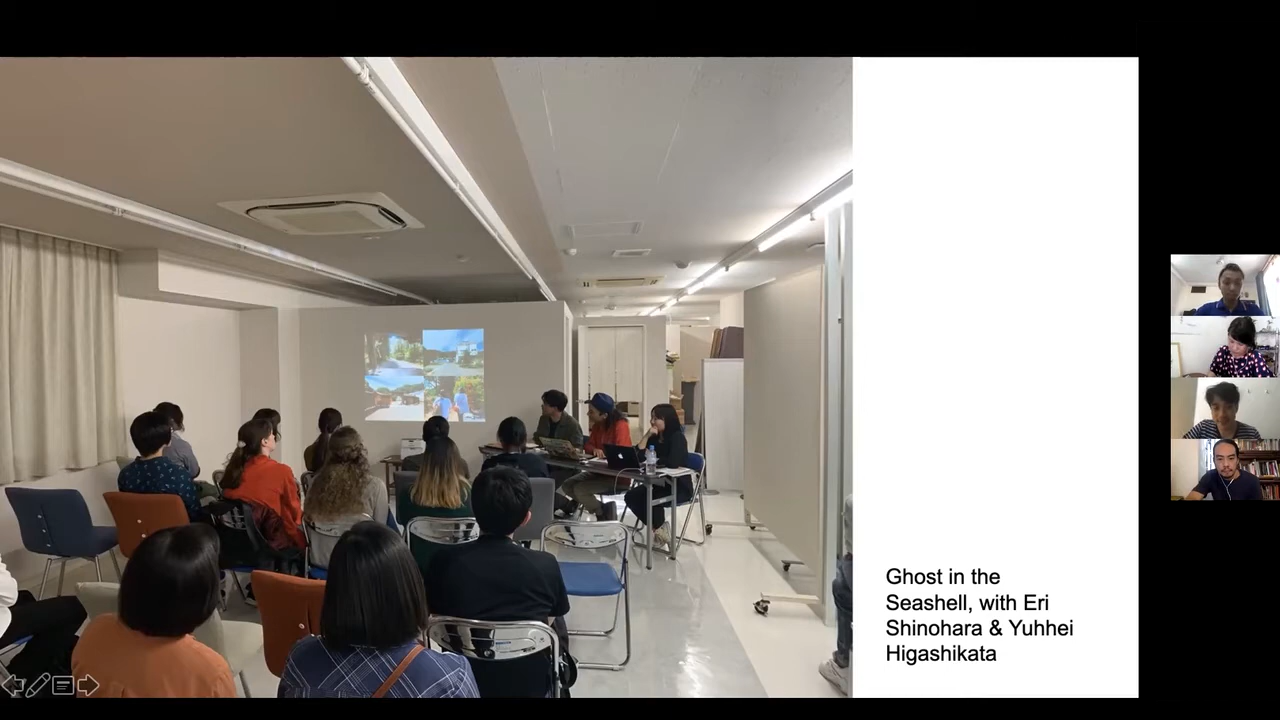 Ghost in the
Seashell, with Eri
Shinohara & Yuhhei
Higashikata